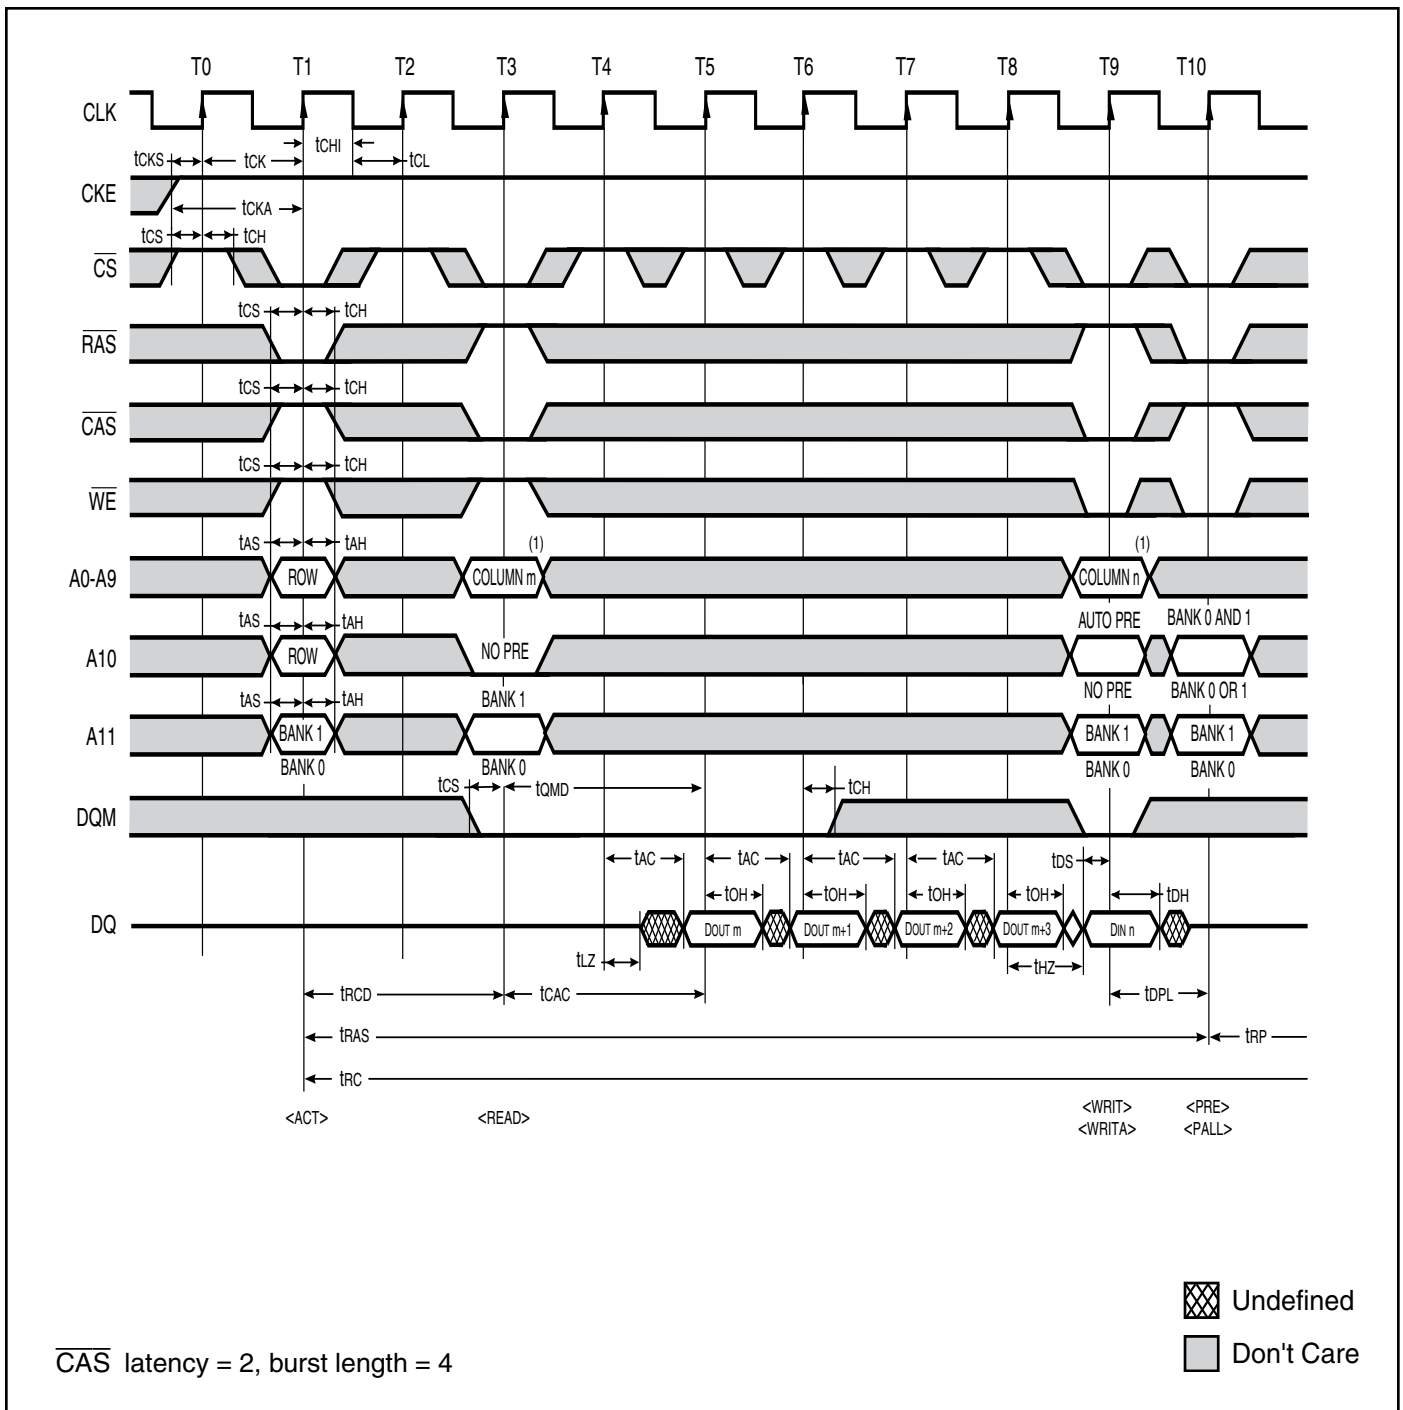 T0 T1 T2 T3 T4 T5 T6 T7 T8 T9 T10
CLK
tCHI
tCKS tCK tCL
CKE
tCKA
tCS tCH
CS
tCS tCH
RAS
tCS tCH
CAS
tCS tCH
WE
tAS tAH (1) (1)
A0-A9 ROW COLUMN m COLUMN n
tAS tAH AUTO PRE BANK 0 AND 1
A10 ROW NO PRE
tAS tAH BANK 1 NO PRE BANK 0 OR 1
A11 BANK 1 BANK 1 BANK 1
BANK 0 BANK 0 BANK 0 BANK 0
tCS tQMD tCH
DQM
tAC tAC tAC tAC tDS
tOH tOH tOH tOH tDH
DQ DOUT m DOUT m+1 DOUT m+2 DOUT m+3 DIN n
tLZ tHZ
tRCD tCAC tDPL
tRAS tRP
tRC
<ACT> <READ> <WRIT> <PRE>
<WRITA> <PALL>
Undefined
Don't Care
CAS latency = 2, burst length = 4